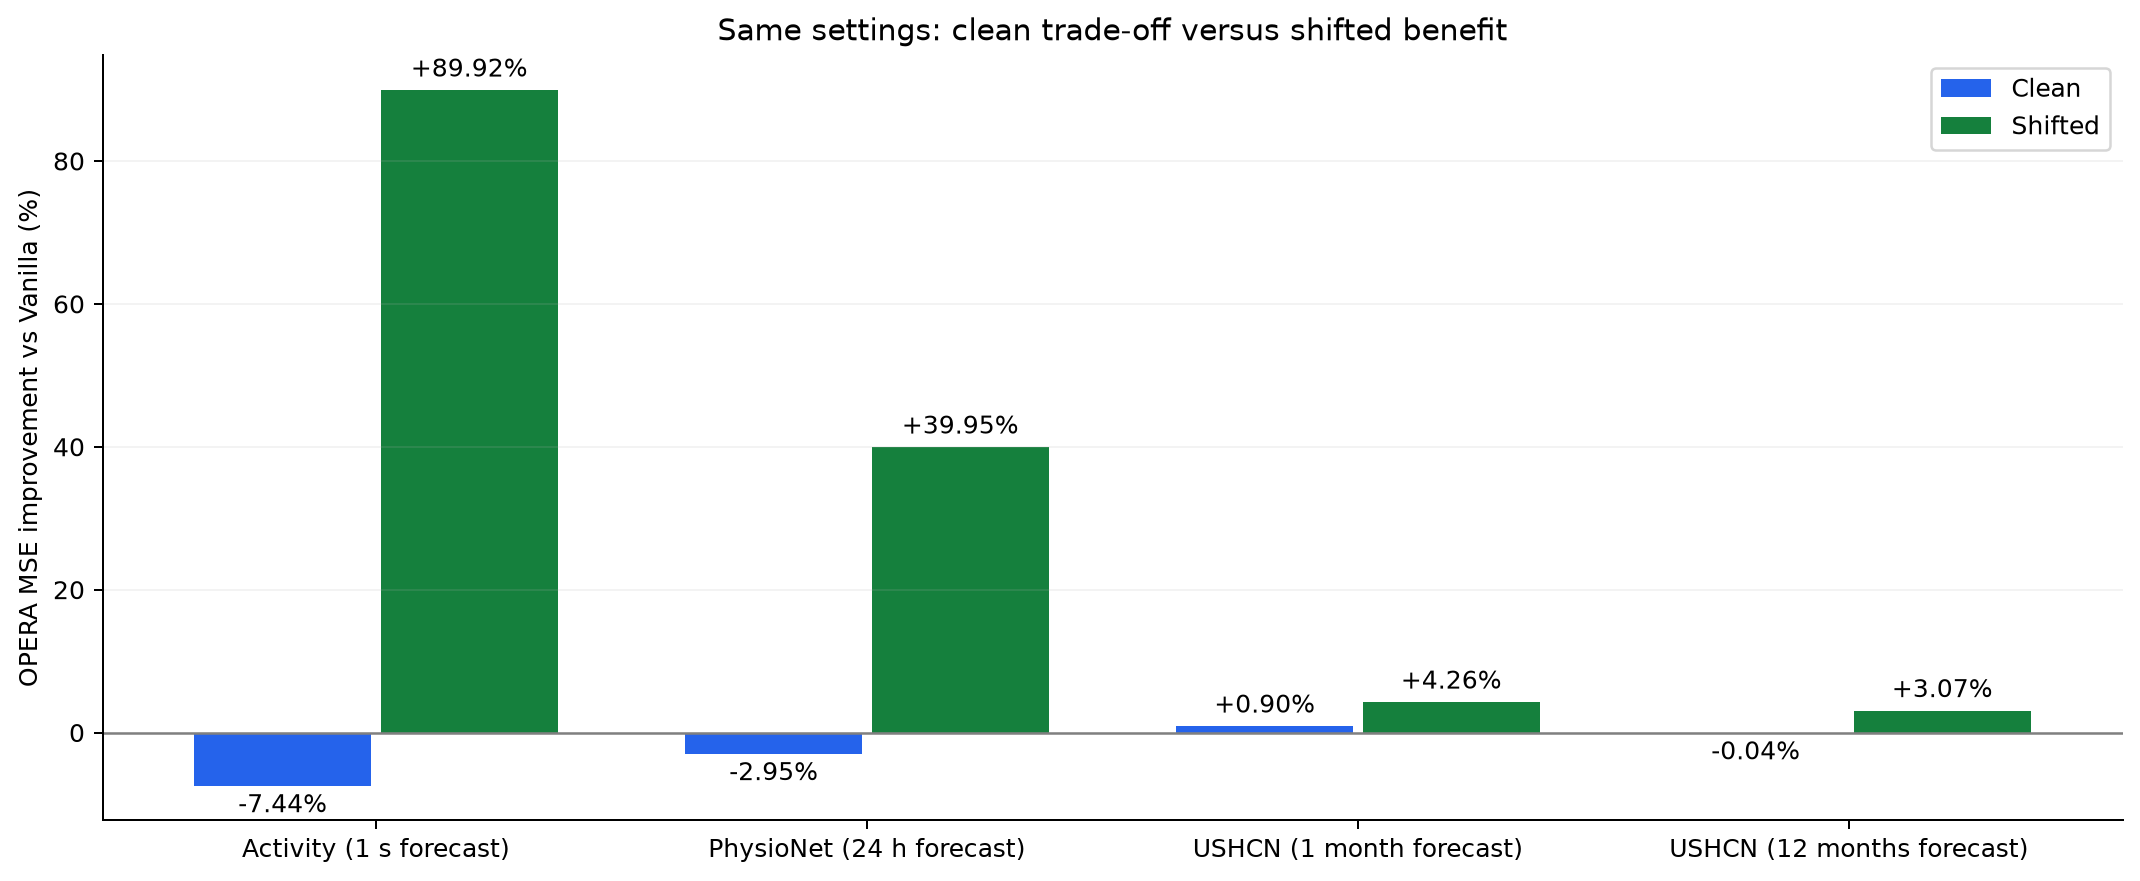 Same settings: clean trade-off versus shifted benefit
OPERA MSE improvement vs Vanilla (%)
80
60
40
20
0
+89.92%
-7.44%
+39.95%
-2.95%
+0.90%
+4.26%
-0.04%
+3.07%
Clean
Shifted
Activity (1 s forecast)
PhysioNet (24 h forecast)
USHCN (1 month forecast)
USHCN (12 months forecast)